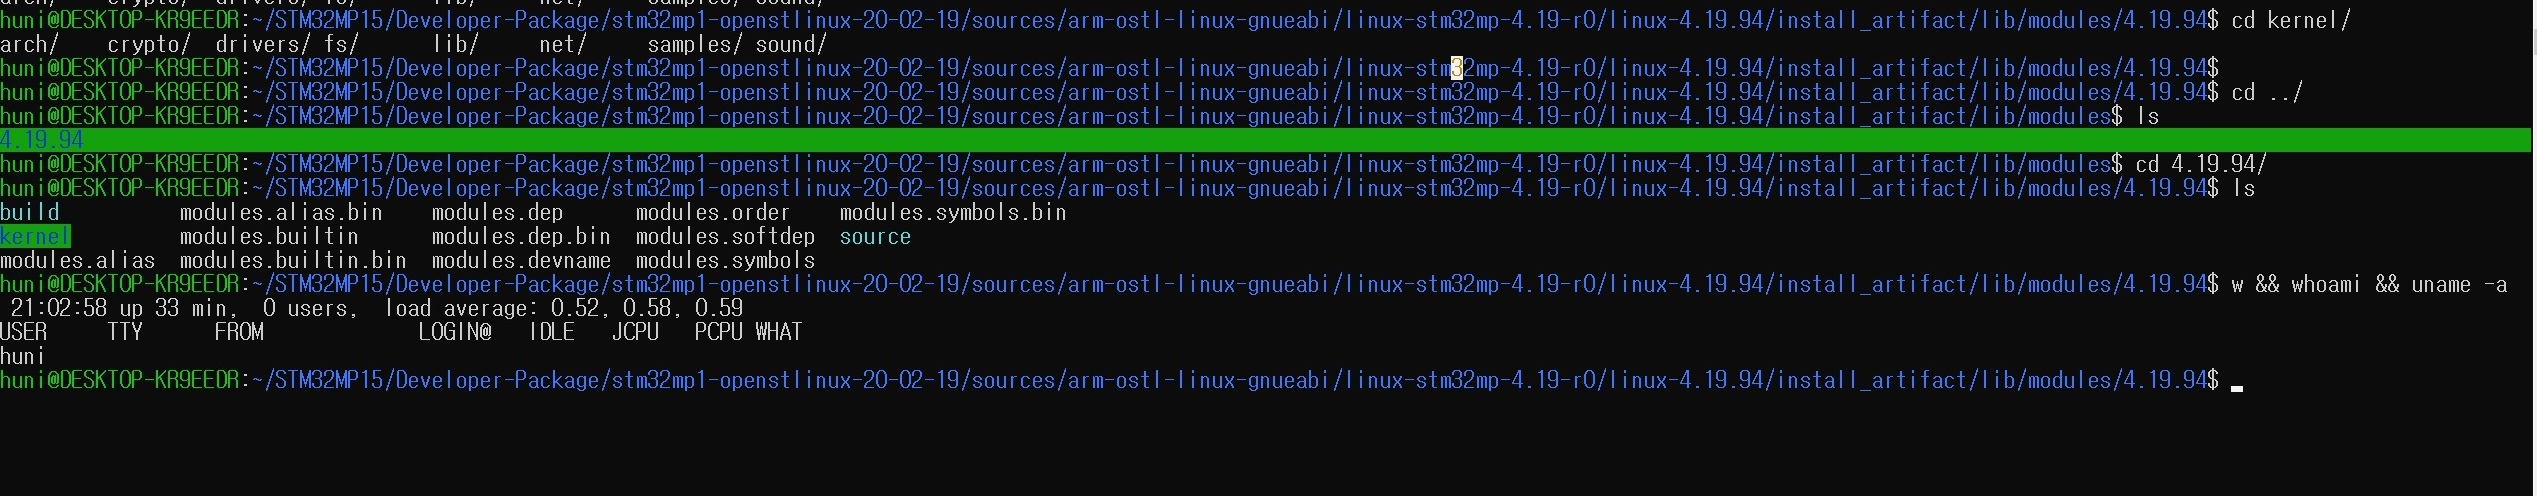 arch/    crypto/  drivers/ fs/      lib/     net/     samples/ sound/
huni@DESKTOP-KR9EEDR:~/STM32MP15/Developer-Package/stm32mp1-openstlinux-20-02-19/sources/arm-ostl-linux-gnueabi/linux-stm32mp-4.19-r0/linux-4.19.94/install_artifact/lib/modules/4.19.94$ cd kernel/
arch/    crypto/  drivers/ fs/      lib/     net/     samples/ sound/
huni@DESKTOP-KR9EEDR:~/STM32MP15/Developer-Package/stm32mp1-openstlinux-20-02-19/sources/arm-ostl-linux-gnueabi/linux-stm32mp-4.19-r0/linux-4.19.94/install_artifact/lib/modules/4.19.94$
huni@DESKTOP-KR9EEDR:~/STM32MP15/Developer-Package/stm32mp1-openstlinux-20-02-19/sources/arm-ostl-linux-gnueabi/linux-stm32mp-4.19-r0/linux-4.19.94/install_artifact/lib/modules/4.19.94$ cd ../
huni@DESKTOP-KR9EEDR:~/STM32MP15/Developer-Package/stm32mp1-openstlinux-20-02-19/sources/arm-ostl-linux-gnueabi/linux-stm32mp-4.19-r0/linux-4.19.94/install_artifact/lib/modules$ ls
4.19.94
huni@DESKTOP-KR9EEDR:~/STM32MP15/Developer-Package/stm32mp1-openstlinux-20-02-19/sources/arm-ostl-linux-gnueabi/linux-stm32mp-4.19-r0/linux-4.19.94/install_artifact/lib/modules$ cd 4.19.94/
huni@DESKTOP-KR9EEDR:~/STM32MP15/Developer-Package/stm32mp1-openstlinux-20-02-19/sources/arm-ostl-linux-gnueabi/linux-stm32mp-4.19-r0/linux-4.19.94/install_artifact/lib/modules/4.19.94$ ls
build          modules.alias.bin    modules.dep      modules.order    modules.symbols.bin
kernel         modules.builtin      modules.dep.bin  modules.softdep  source
modules.alias  modules.builtin.bin  modules.devname  modules.symbols
huni@DESKTOP-KR9EEDR:~/STM32MP15/Developer-Package/stm32mp1-openstlinux-20-02-19/sources/arm-ostl-linux-gnueabi/linux-stm32mp-4.19-r0/linux-4.19.94/install_artifact/lib/modules/4.19.94$ w && whoami && uname -a
 21:02:58 up 33 min,  0 users,  load average: 0.52, 0.58, 0.59
USER     TTY      FROM             LOGIN@   IDLE   JCPU   PCPU WHAT
huni
huni@DESKTOP-KR9EEDR:~/STM32MP15/Developer-Package/stm32mp1-openstlinux-20-02-19/sources/arm-ostl-linux-gnueabi/linux-stm32mp-4.19-r0/linux-4.19.94/install_artifact/lib/modules/4.19.94$